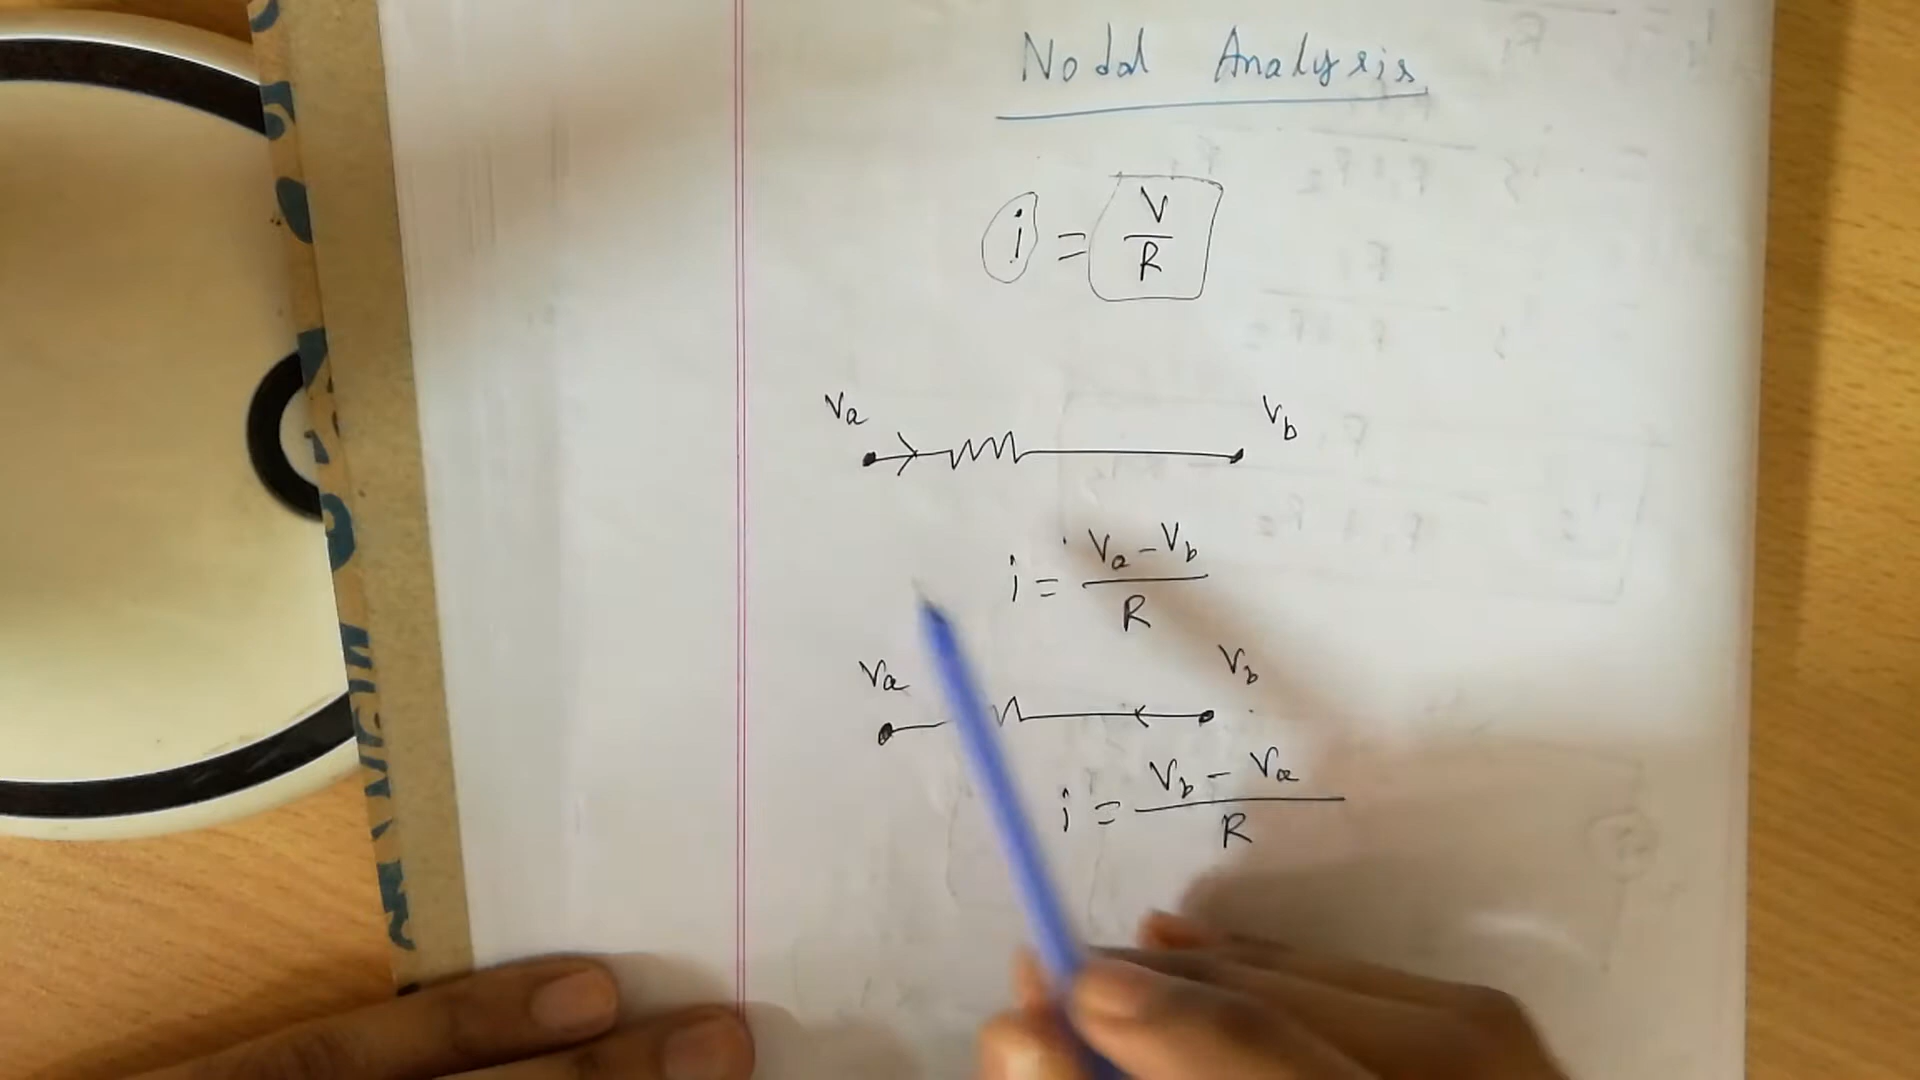 Nodal Analysis
i = V/R
Va Vb
i = Va - Vb / R
Va Vb
i = Vb - Va / R